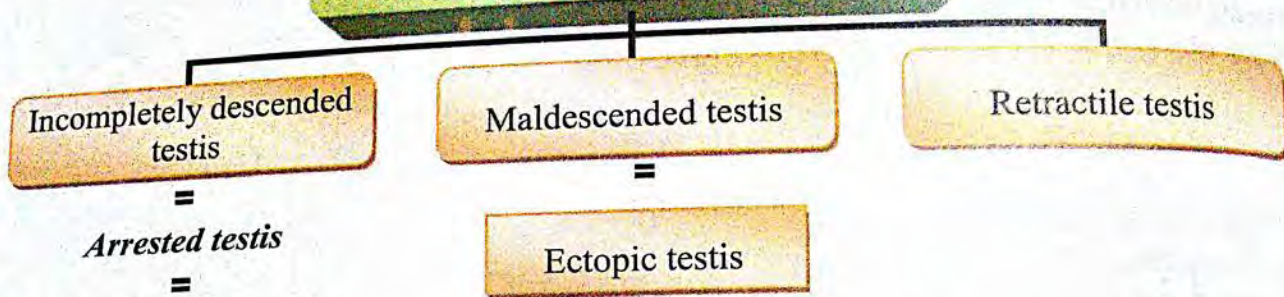 Incompletely descended
testis
=
Arrested testis
=
Maldescended testis
=
Ectopic testis
Retractile testis